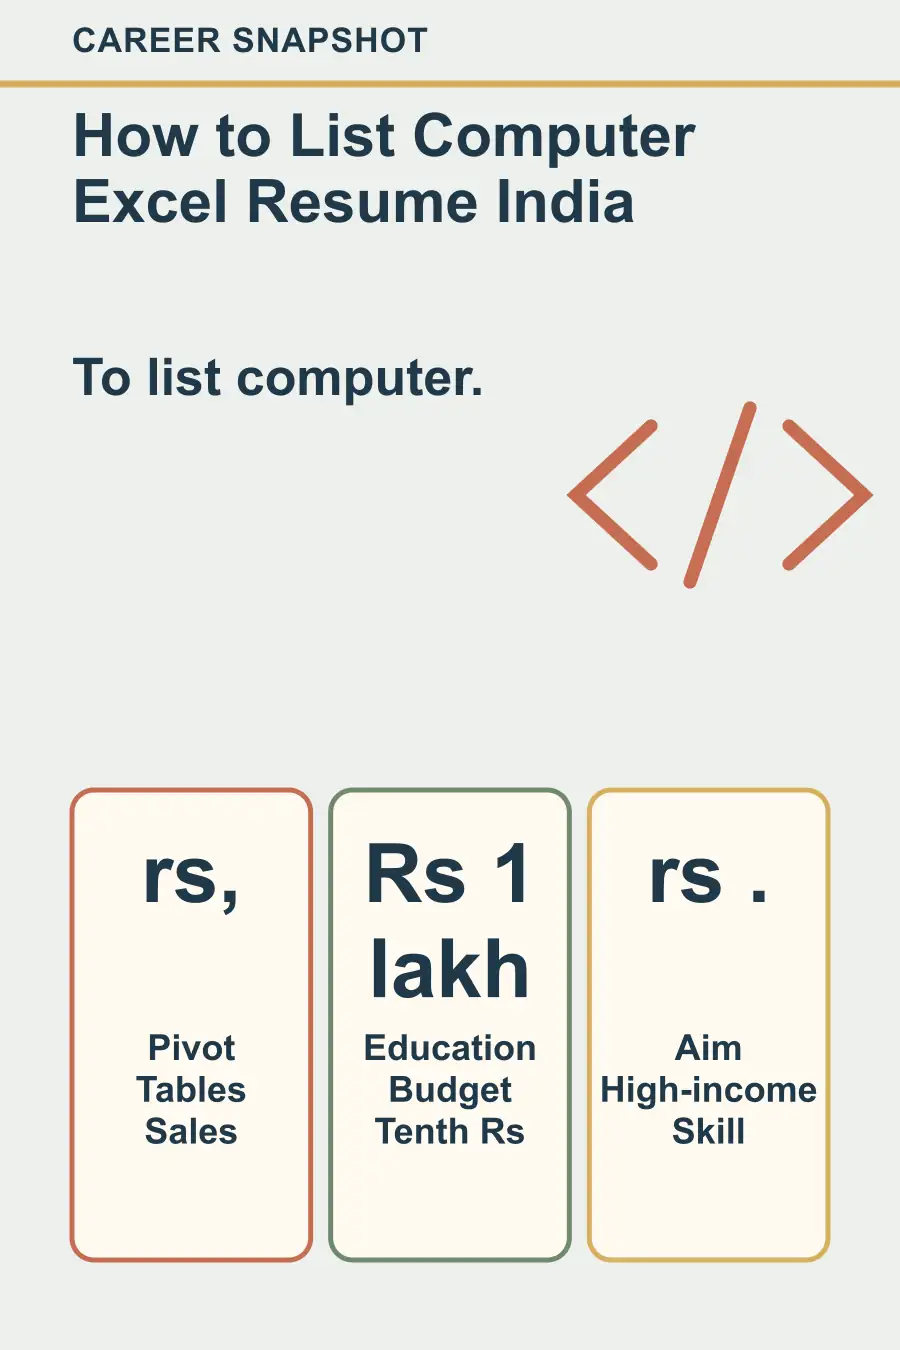 CAREER SNAPSHOT
How to List Computer
Excel Resume India
To list computer.
rs,
Pivot
Tables
Sales
Rs 1
lakh
Education
Budget
Tenth Rs
rs .
Aim
High-income
Skill